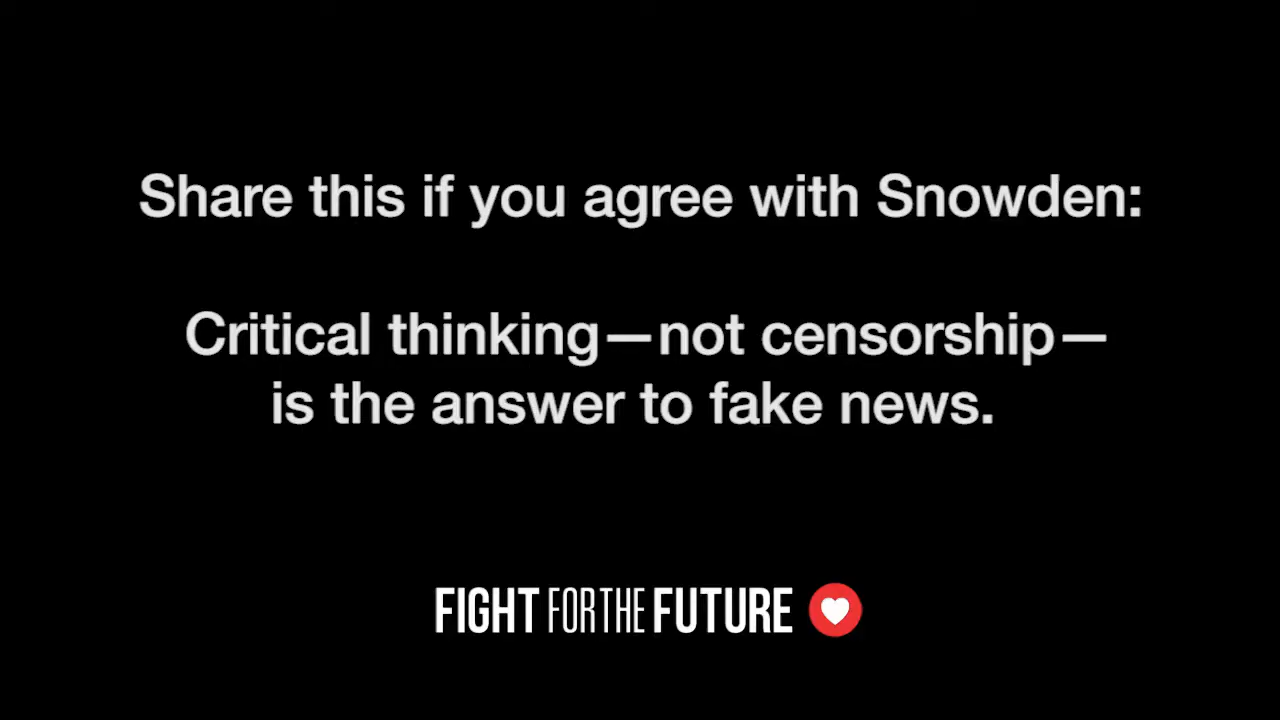 Share this if you agree with Snowden:
Critical thinking—not censorship—
is the answer to fake news.
FIGHT FOR THE FUTURE